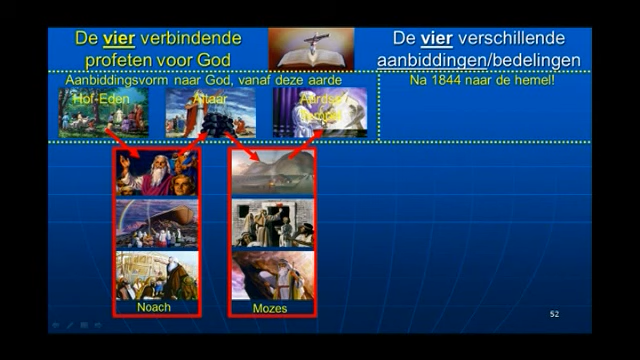 De vier verbindende
profeten voor God
De vier verschillende
aanbiddingen/bedelingen
Aanbiddingsvorm naar God, vanaf deze aarde
Na 1844 naar de hemel!
Hof-Eden
Altaar
Aardse
Noach
Mozes
52